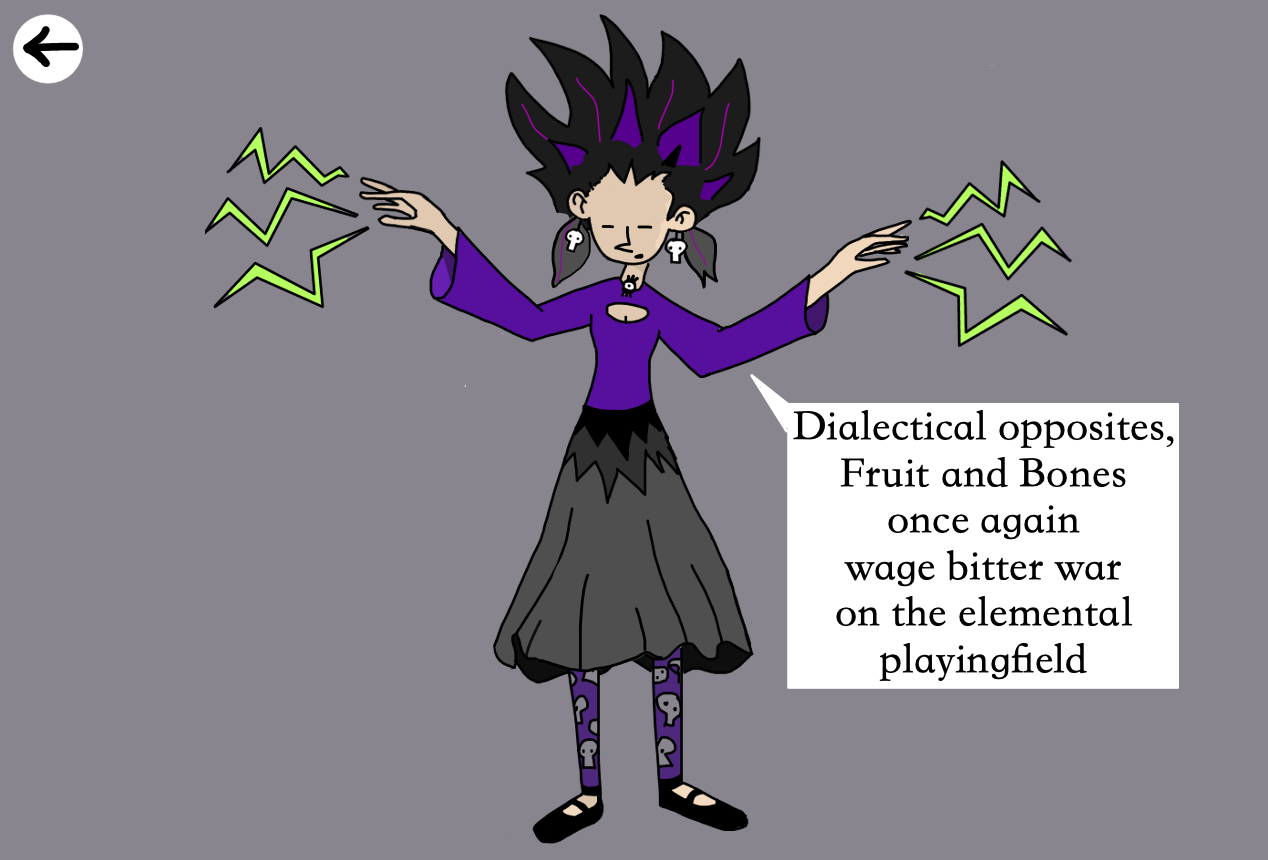 Dialectical opposites,
Fruit and Bones
once again
wage bitter war
on the elemental
playingfield